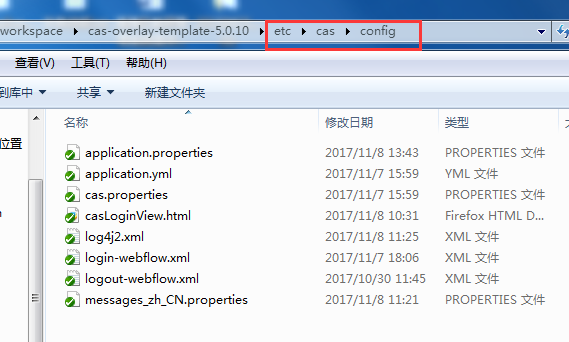 workspace ▸ cas-overlay-template-5.0.10 ▸ etc ▸ cas ▸ config
查看(V) 工具(T) 帮助(H)
到库中 共享 新建文件夹
名称 修改日期 类型
位置
application.properties 2017/11/8 13:43 PROPERTIES 文件
application.yml 2017/11/7 15:59 YML 文件
cas.properties 2017/11/7 15:59 PROPERTIES 文件
casLoginView.html 2017/11/8 10:31 Firefox HTML D...
log4j2.xml 2017/11/8 11:25 XML 文件
login-webflow.xml 2017/11/7 18:06 XML 文件
logout-webflow.xml 2017/10/30 11:45 XML 文件
messages_zh_CN.properties 2017/11/8 11:21 PROPERTIES 文件